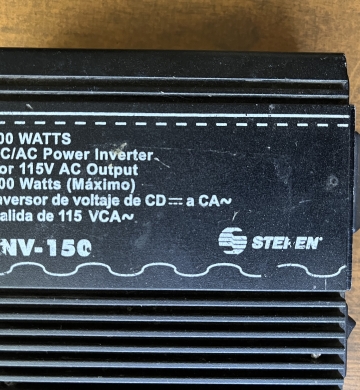 00 WATTS
C/AC Power Inverter
or 115V AC Output
00 Watts (Máximo)
nversor de voltaje de CD⎓ a CA~
alida de 115 VCA~
NV-150
STEREN